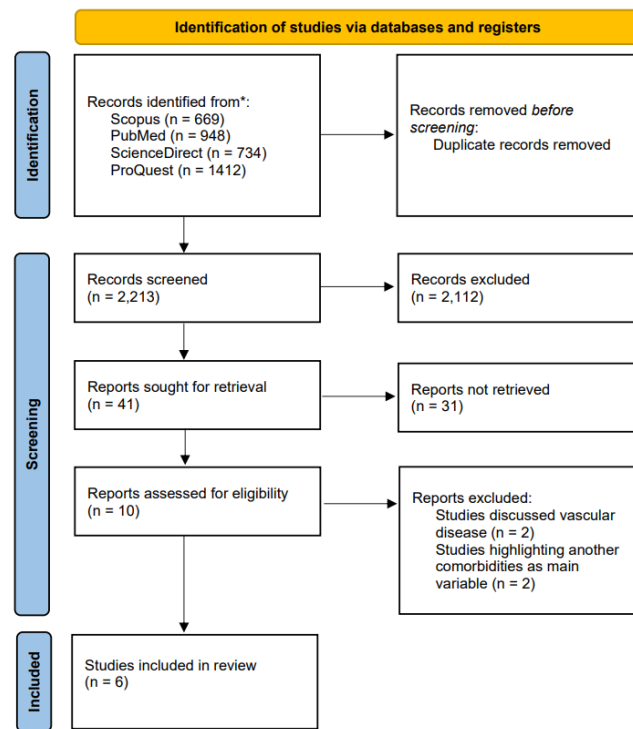 Identification of studies via databases and registers
Identification
Records identified from*:
Scopus (n = 669)
PubMed (n = 948)
ScienceDirect (n = 734)
ProQuest (n = 1412)
Records removed before
screening:
Duplicate records removed
Screening
Records screened
(n = 2,213)
Records excluded
(n = 2,112)
Reports sought for retrieval
(n = 41)
Reports not retrieved
(n = 31)
Reports assessed for eligibility
(n = 10)
Reports excluded:
Studies discussed vascular
disease (n = 2)
Studies highlighting another
comorbidities as main
variable (n = 2)
Included
Studies included in review
(n = 6)